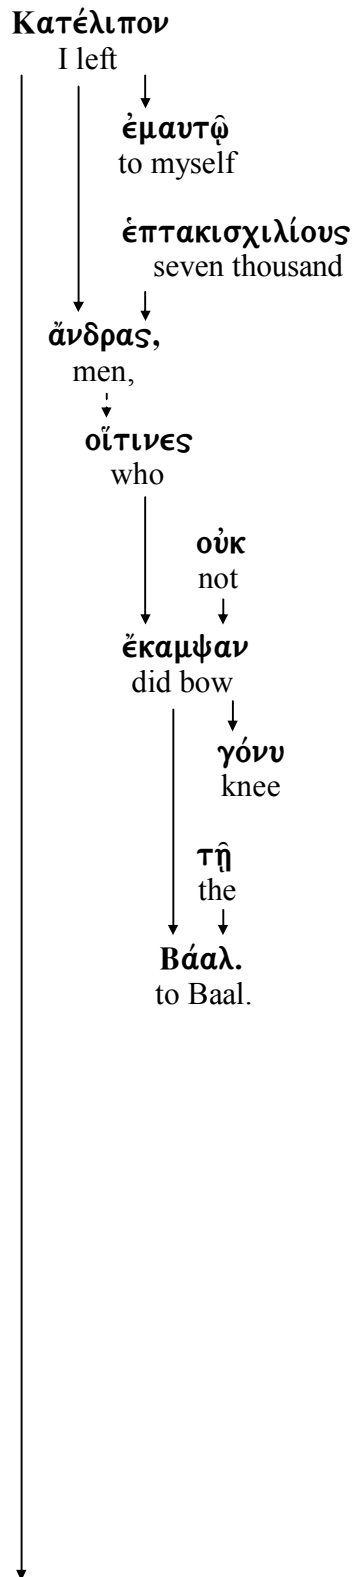 Κατέλιπον
I left
ἐμαυτῷ
to myself
ἑπτακισχιλίους
seven thousand
ἄνδρας,
men,
οἵτινες
who
οὐκ
not
ἔκαμψαν
did bow
γόνυ
knee
τῇ
the
Βάαλ.
to Baal.